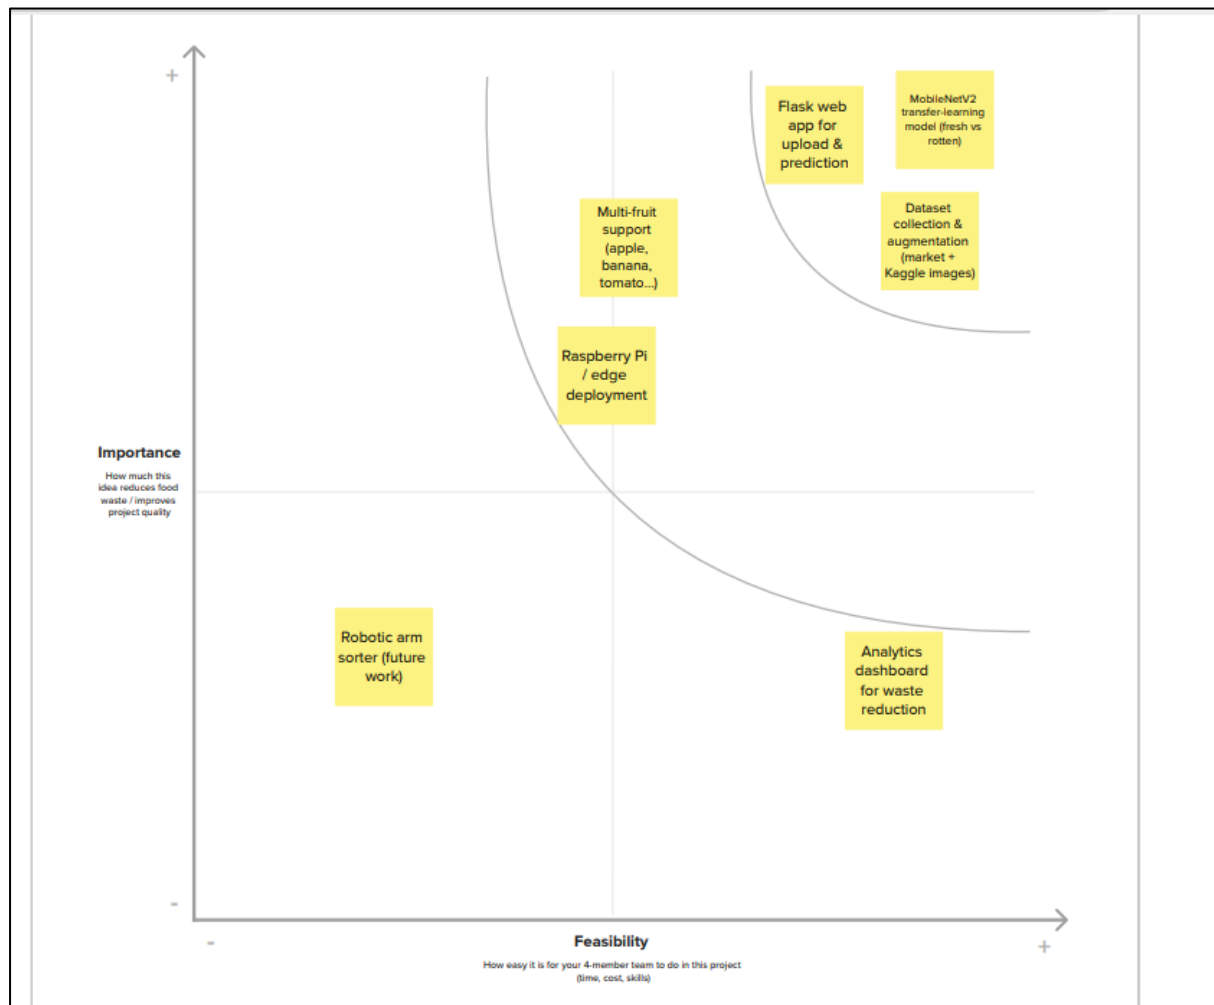 +
Flask web
app for
upload &
prediction
MobileNetV2
transfer-learning
model (fresh vs
rotten)
Multi-fruit
support
(apple,
banana,
tomato...)
Dataset
collection &
augmentation
(market +
Kaggle images)
Raspberry Pi
/ edge
deployment
Importance
How much this
idea reduces food
waste / improves
project quality
Robotic arm
sorter (future
work)
Analytics
dashboard
for waste
reduction
-
-
Feasibility
+
How easy it is for your 4-member team to do in this project
(time, cost, skills)